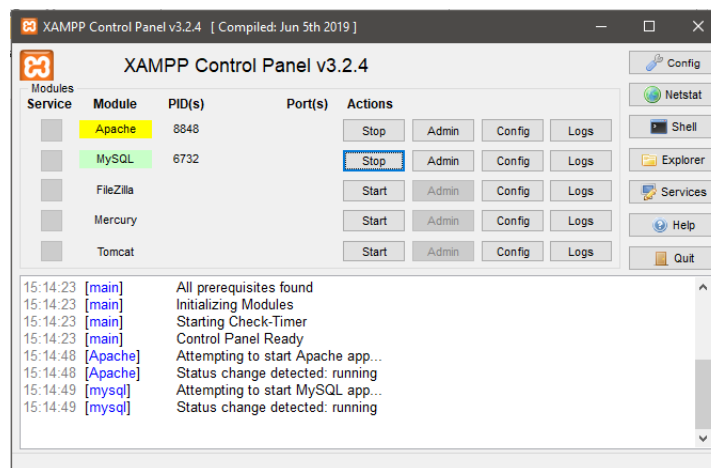 XAMPP Control Panel v3.2.4 [ Compiled: Jun 5th 2019 ]
XAMPP Control Panel v3.2.4
Config
Modules
Service Module PID(s) Port(s) Actions
Netstat
Apache 8848 Stop Admin Config Logs
Shell
MySQL 6732 Stop Admin Config Logs
Explorer
FileZilla Start Admin Config Logs
Services
Mercury Start Admin Config Logs
Help
Tomcat Start Admin Config Logs
Quit
15:14:23 [main] All prerequisites found
15:14:23 [main] Initializing Modules
15:14:23 [main] Starting Check-Timer
15:14:23 [main] Control Panel Ready
15:14:48 [Apache] Attempting to start Apache app...
15:14:48 [Apache] Status change detected: running
15:14:49 [mysql] Attempting to start MySQL app...
15:14:49 [mysql] Status change detected: running